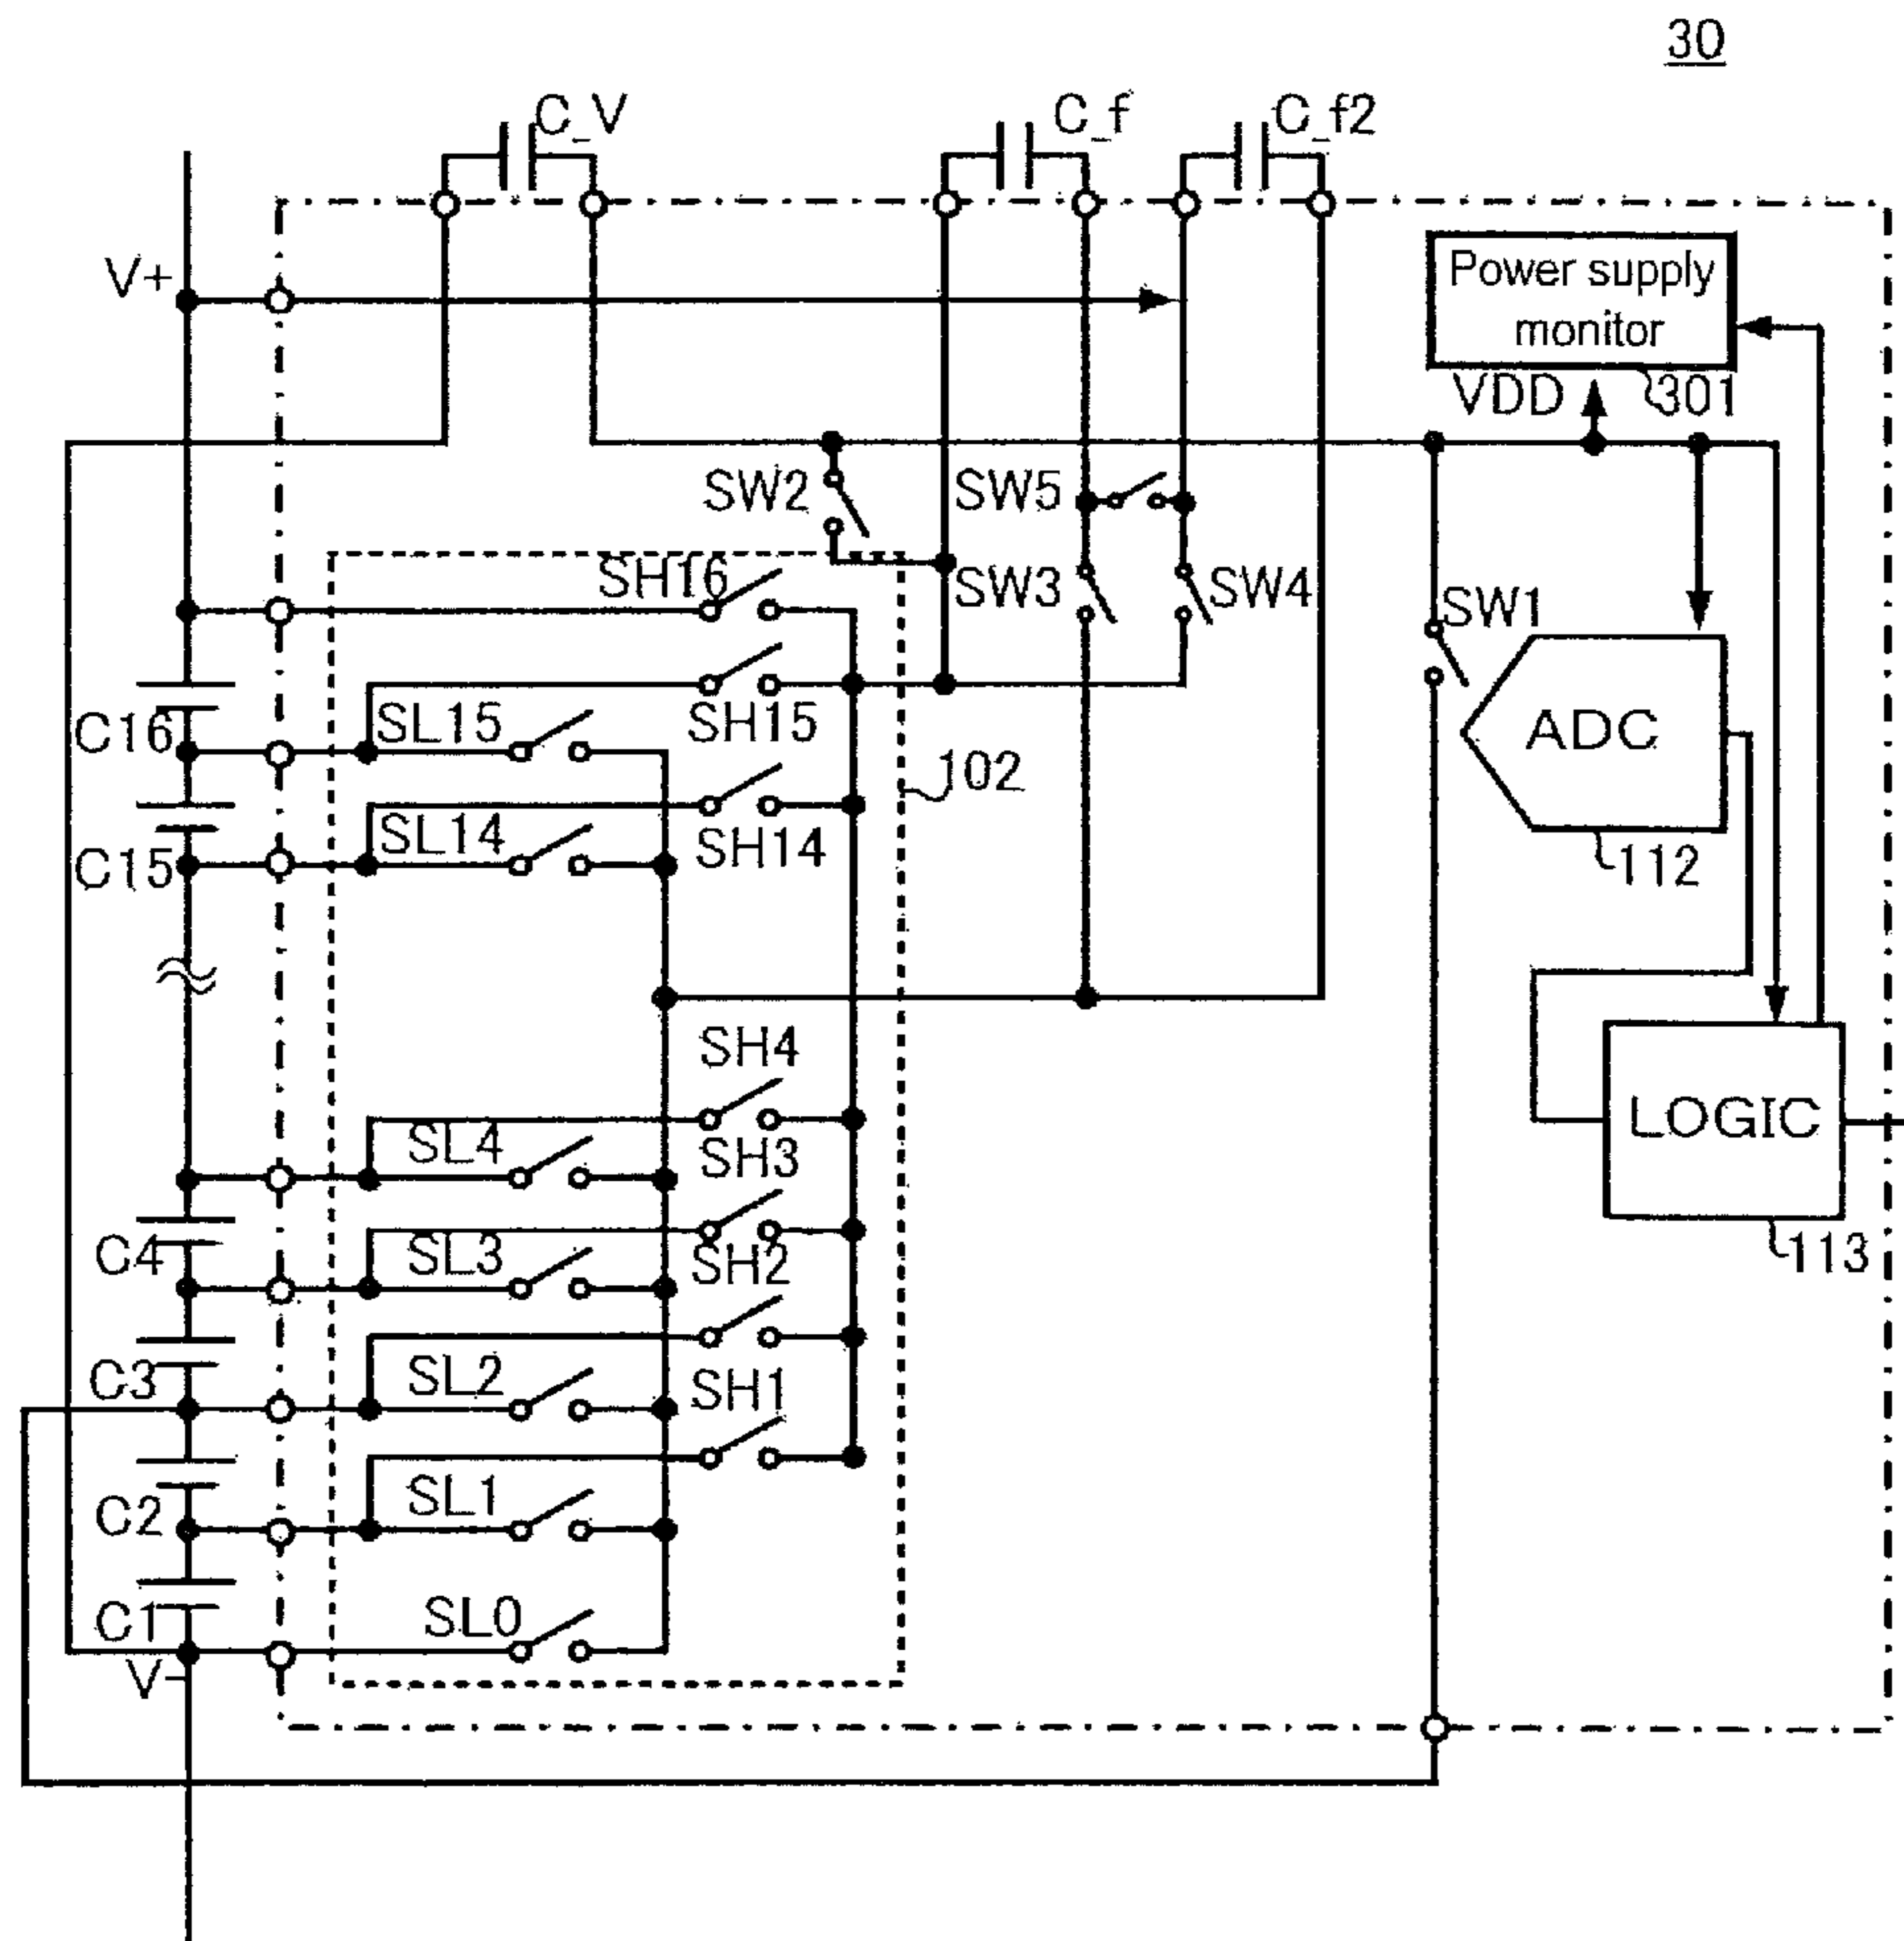 30
C_V
C_f
C_f2
V+
Power supply
monitor
VDD
301
SW2
SW5
SH16
SW3
SW4
SW1
C16
SL15
SH15
ADC
102
C15
SL14
SH14
112
SH4
SL4
SH3
LOGIC
C4
SL3
SH2
113
C3
SL2
SH1
C2
SL1
C1
SL0
V-